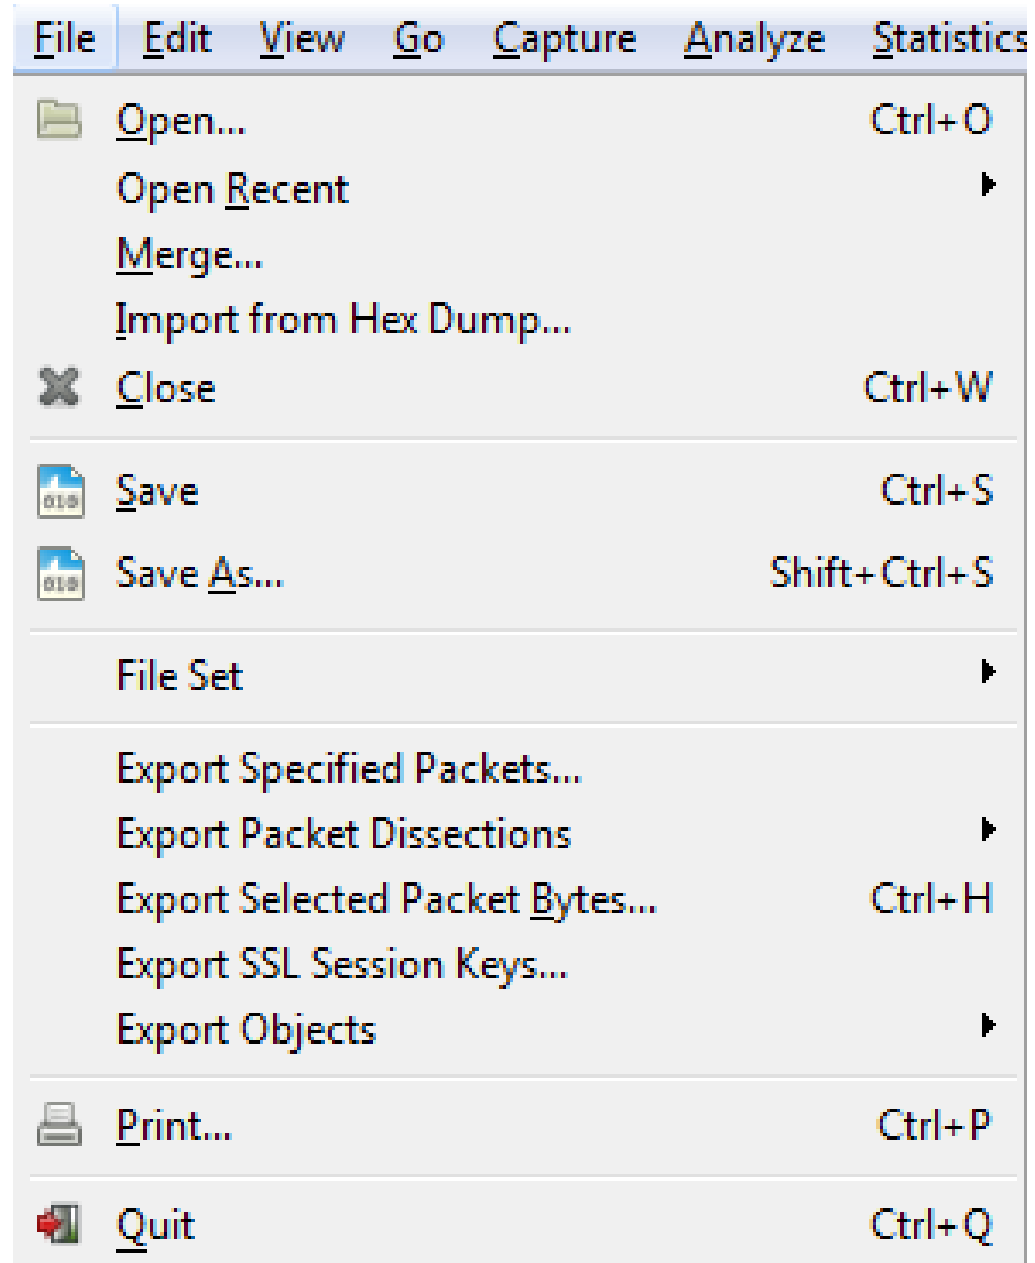 File Edit View Go Capture Analyze Statistics
Open... Ctrl+O
Open Recent
Merge...
Import from Hex Dump...
Close Ctrl+W
010 Save Ctrl+S
010 Save As... Shift+Ctrl+S
File Set
Export Specified Packets...
Export Packet Dissections
Export Selected Packet Bytes... Ctrl+H
Export SSL Session Keys...
Export Objects
Print... Ctrl+P
Quit Ctrl+Q